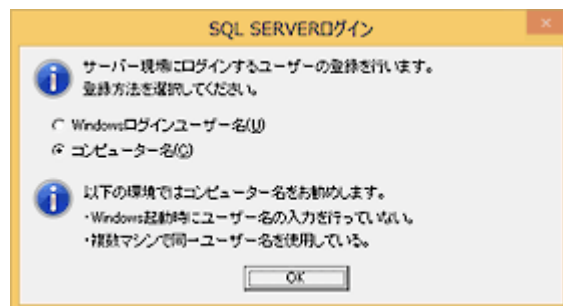 SQL SERVERログイン
サーバー環境にログインするユーザーの登録を行います。
登録方法を選択してください。
Windowsログインユーザー名(U)
コンピューター名(C)
以下の環境ではコンピューター名をお勧めします。
・Windows起動時にユーザー名の入力を行っていない。
・複数マシンで同一ユーザー名を使用している。
OK